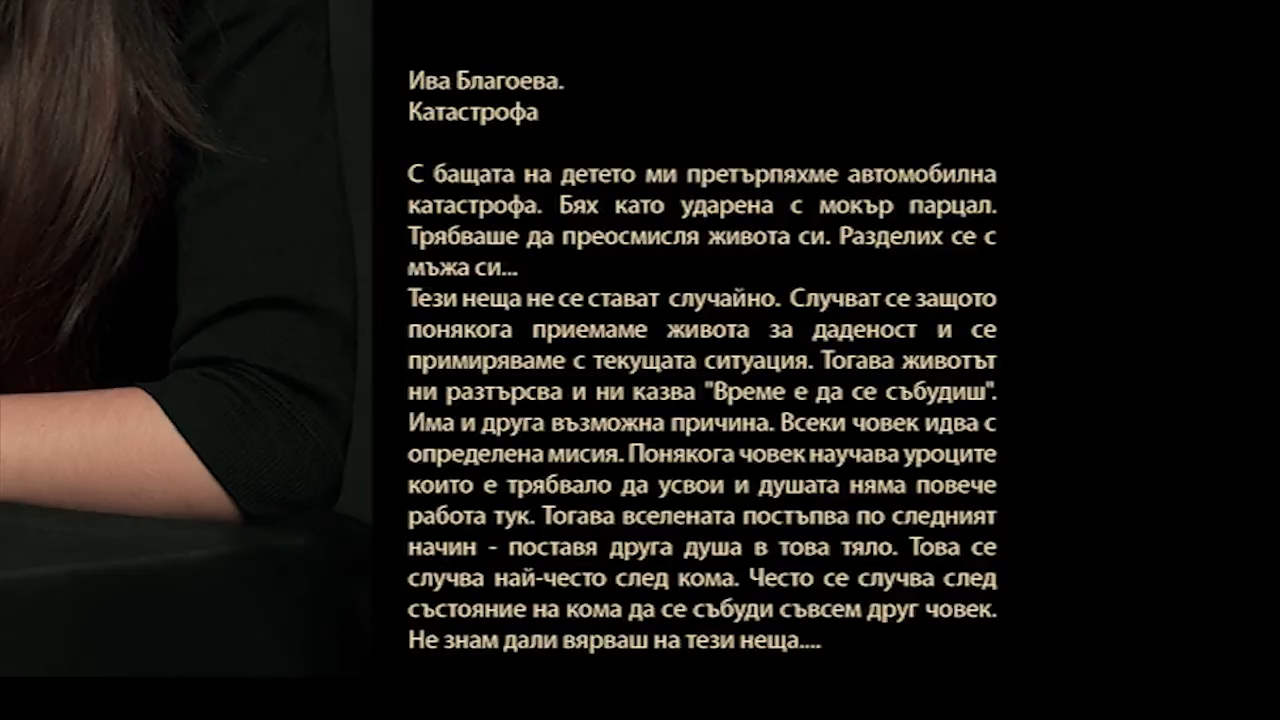 Ива Благоева.
Катастрофа
С бащата на детето ми претърпяхме автомобилна
катастрофа. Бях като ударена с мокър парцал.
Трябваше да преосмисля живота си. Разделих се с
мъжа си...
Тези неща не се стават случайно. Случват се защото
понякога приемаме живота за даденост и се
примиряваме с текущата ситуация. Тогава животът
ни разтърсва и ни казва "Време е да се събудиш".
Има и друга възможна причина. Всеки човек идва с
определена мисия. Понякога човек научава уроците
които е трябвало да усвои и душата няма повече
работа тук. Тогава вселената постъпва по следният
начин - поставя друга душа в това тяло. Това се
случва най-често след кома. Често се случва след
състояние на кома да се събуди съвсем друг човек.
Не знам дали вярваш на тези неща....